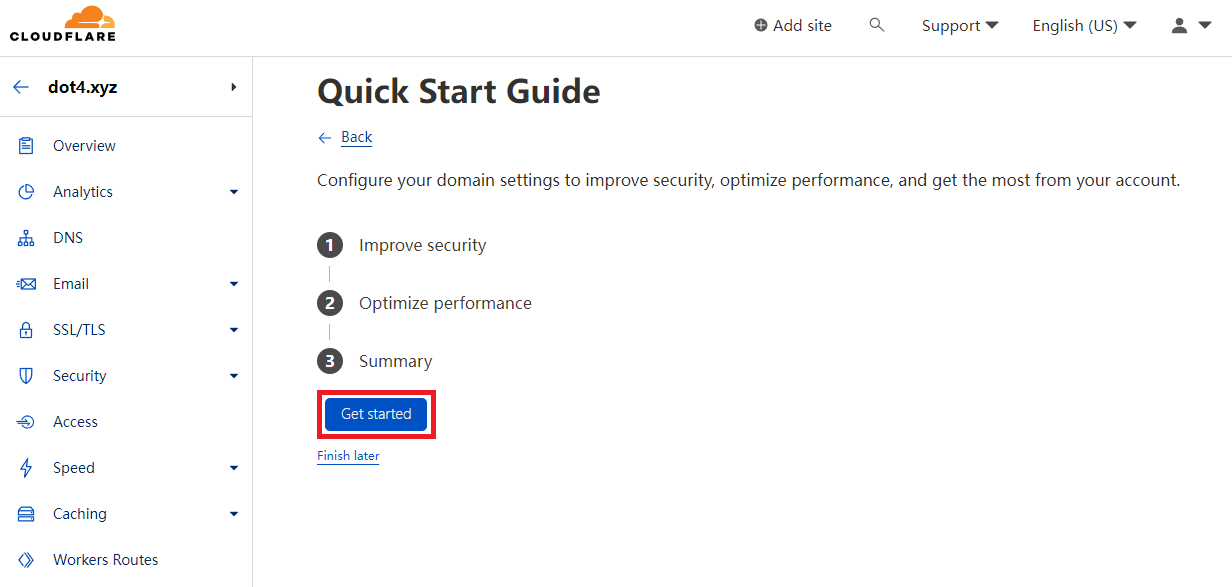 CLOUDFLARE
Add site
Support
English (US)
dot4.xyz
Overview
Analytics
DNS
Email
SSL/TLS
Security
Access
Speed
Caching
Workers Routes
Quick Start Guide
Back
Configure your domain settings to improve security, optimize performance, and get the most from your account.
1 Improve security
2 Optimize performance
3 Summary
Get started
Finish later